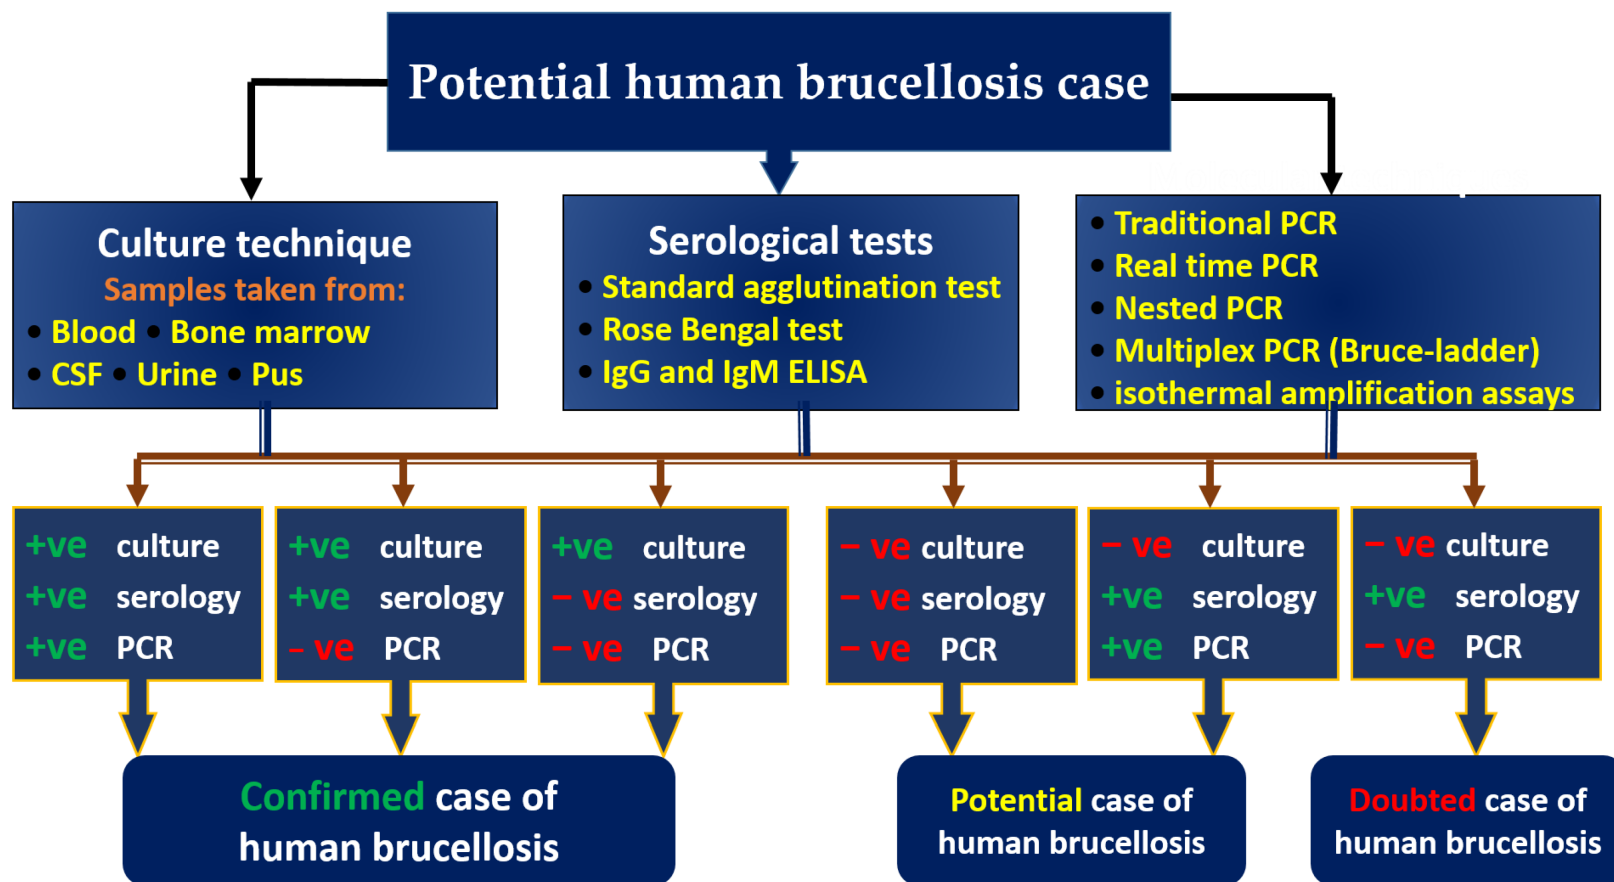 Potential human brucellosis case
Culture technique
Samples taken from:
• Blood • Bone marrow
• CSF • Urine • Pus
Serological tests
• Standard agglutination test
• Rose Bengal test
• IgG and IgM ELISA
• Traditional PCR
• Real time PCR
• Nested PCR
• Multiplex PCR (Bruce-ladder)
• isothermal amplification assays
+ve culture
+ve serology
+ve PCR
+ve culture
+ve serology
– ve PCR
+ve culture
– ve serology
– ve PCR
– ve culture
– ve serology
– ve PCR
– ve culture
+ve serology
+ve PCR
– ve culture
+ve serology
– ve PCR
Confirmed case of
human brucellosis
Potential case of
human brucellosis
Doubted case of
human brucellosis